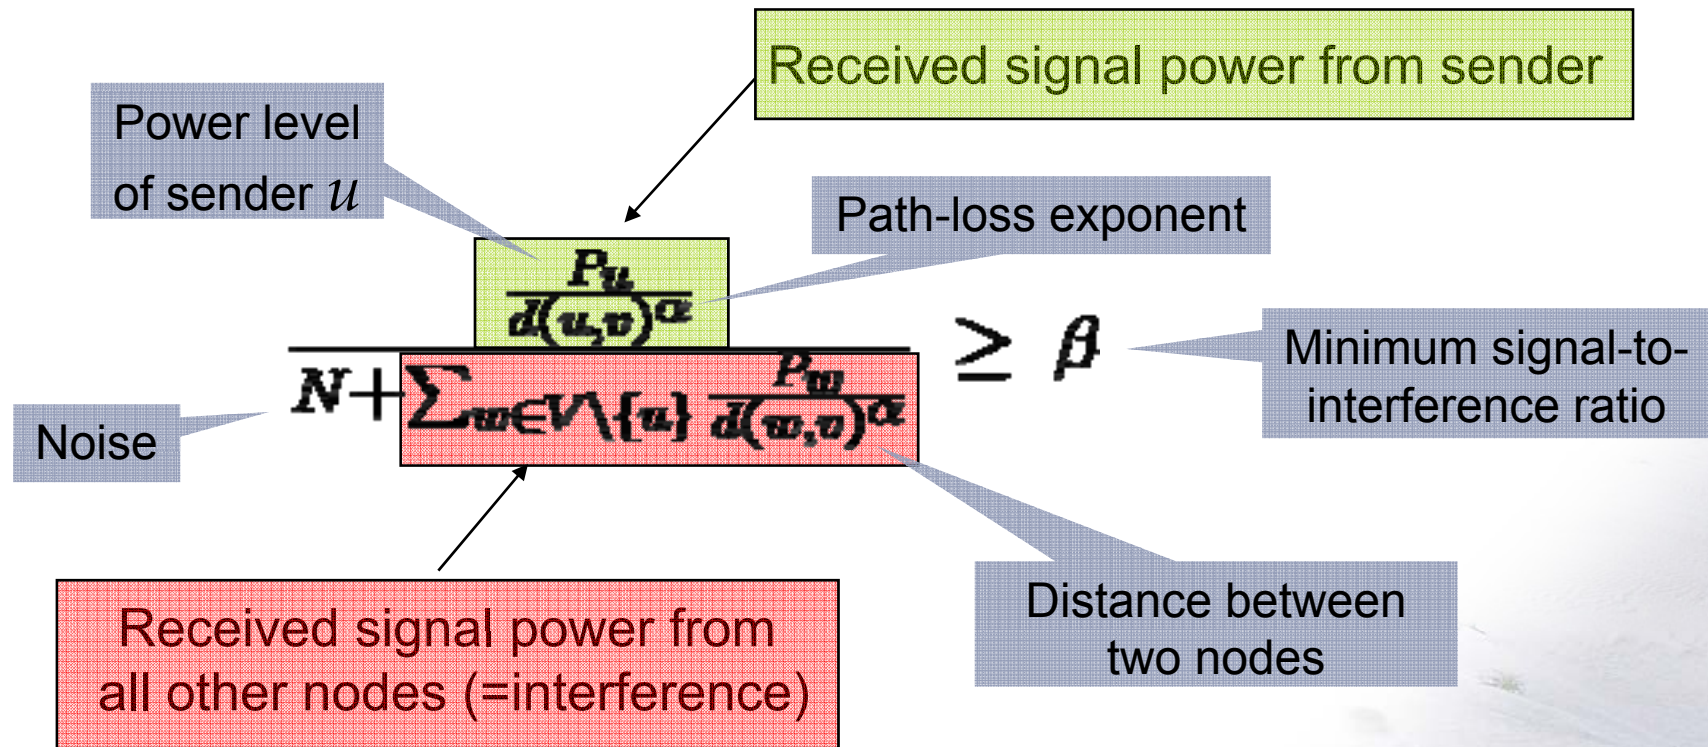 Received signal power from sender
Power level
of sender u
Path-loss exponent
P_u
d(u,v)^α
N+∑_{w∈V\{u}} P_w
d(w,v)^α
≥ β
Minimum signal-to-
interference ratio
Noise
Distance between
two nodes
Received signal power from
all other nodes (=interference)